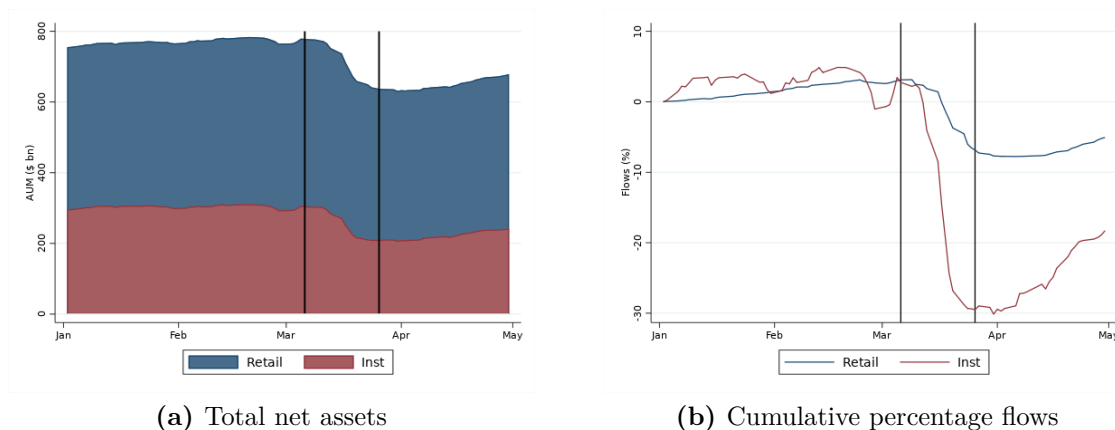 800
600
400
200
0
AUM ($ bn)
Jan Feb Mar Apr May
Retail Inst
(a) Total net assets
10
0
-10
-20
-30
Flows (%)
Jan Feb Mar Apr May
Retail Inst
(b) Cumulative percentage flows